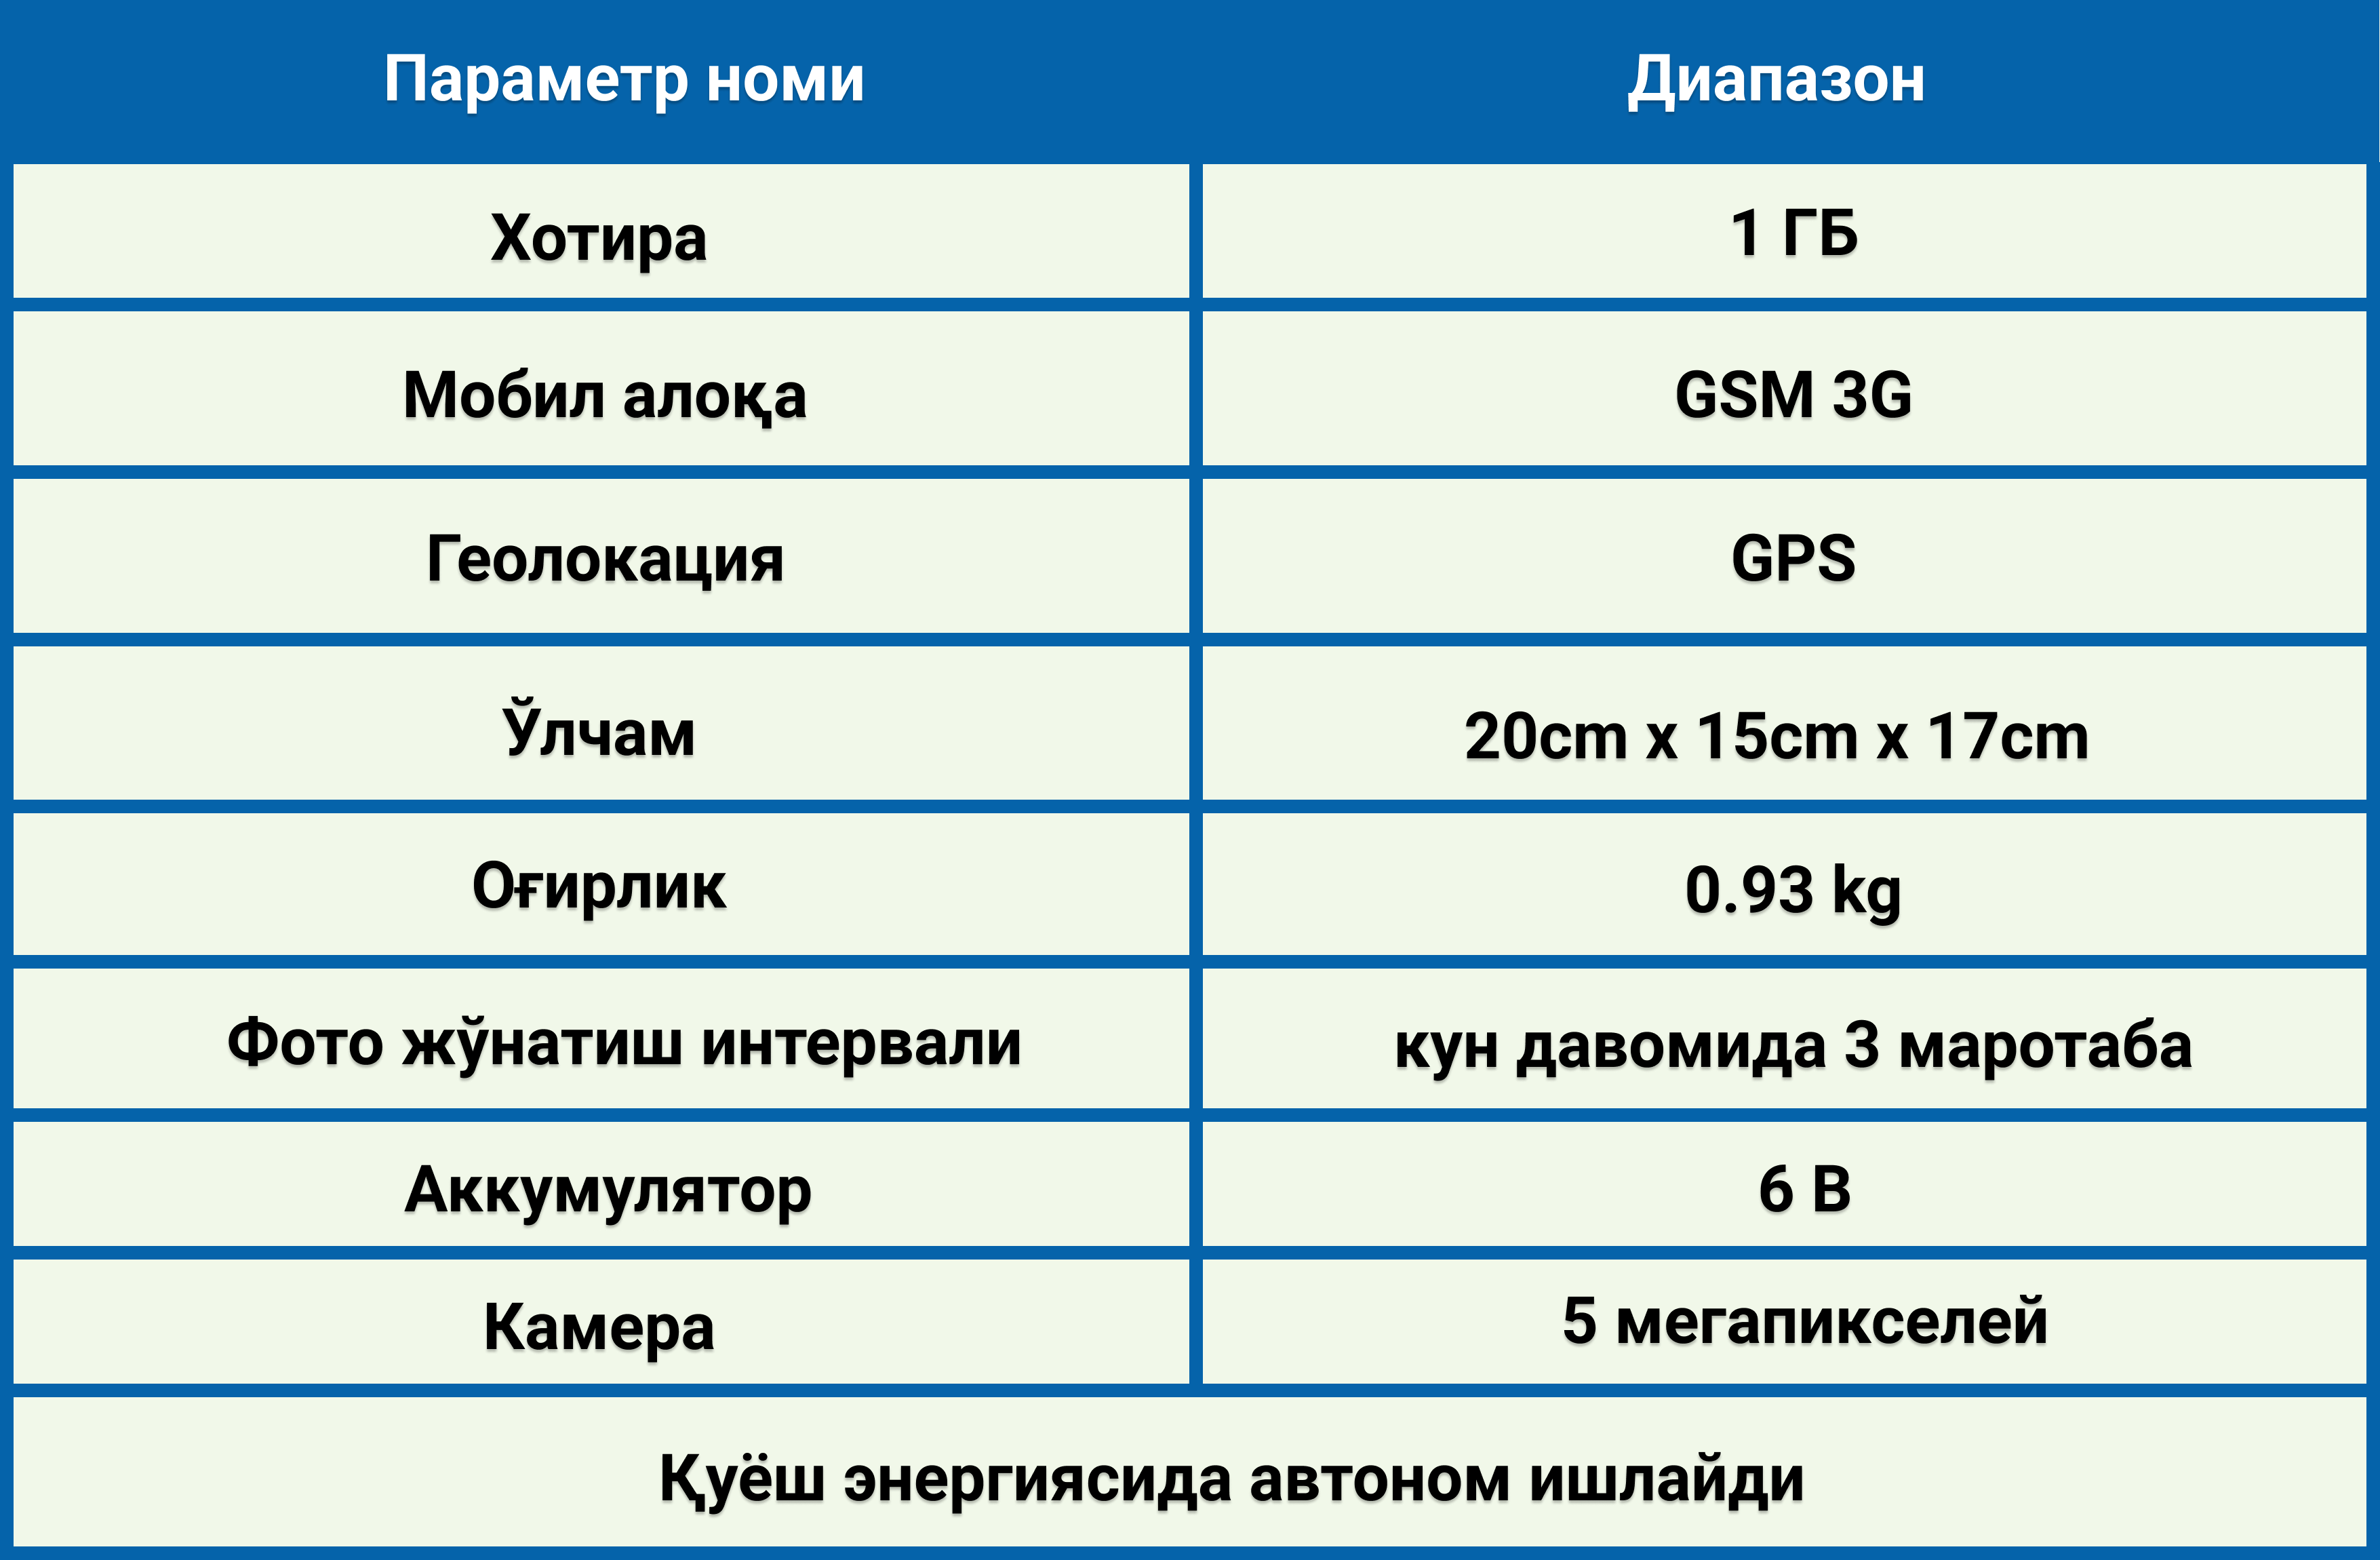 Параметр номи Диапазон
Хотира 1 ГБ
Мобил алоқа GSM 3G
Геолокация GPS
Ўлчам 20cm x 15cm x 17cm
Оғирлик 0.93 kg
Фото жўнатиш интервали кун давомида 3 маротаба
Аккумулятор 6 В
Камера 5 мегапикселей
Қуёш энергиясида автоном ишлайди